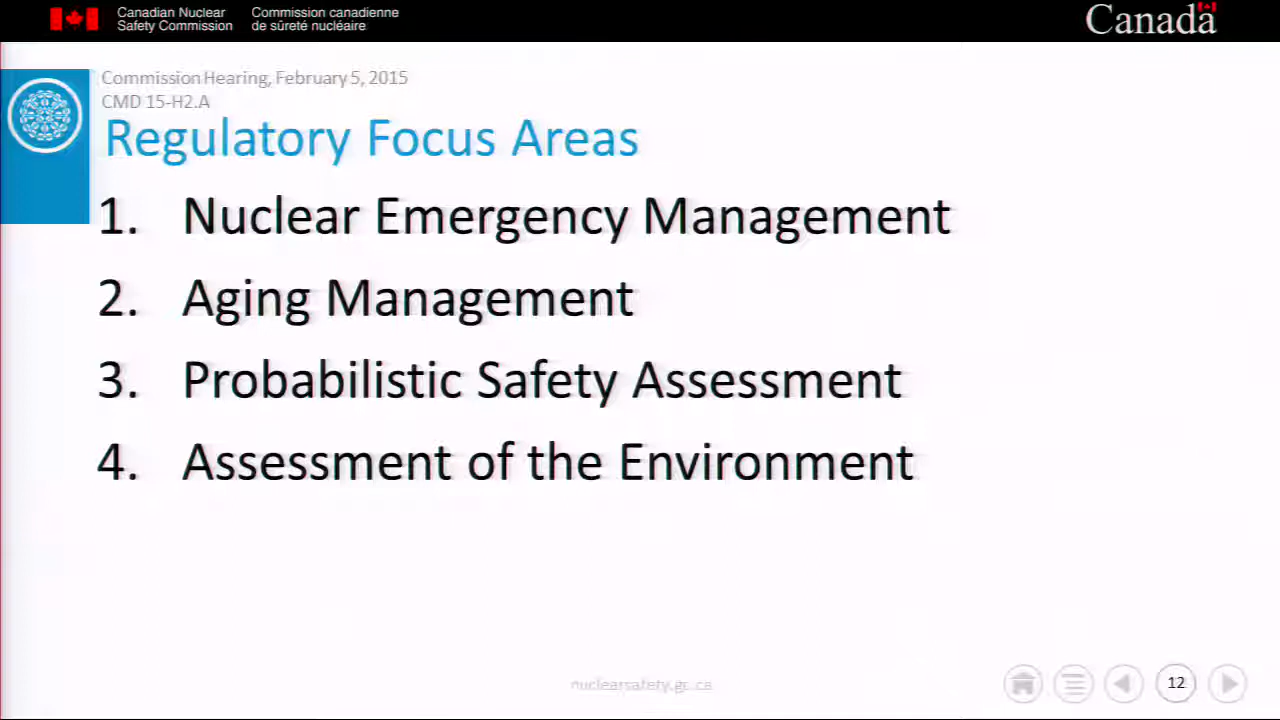 Canadian Nuclear Safety Commission
Commission canadienne de sûreté nucléaire
Canada
Commission Hearing, February 5, 2015
CMD 15-H2.A
Regulatory Focus Areas
1. Nuclear Emergency Management
2. Aging Management
3. Probabilistic Safety Assessment
4. Assessment of the Environment
nuclearsafety.gc.ca
12